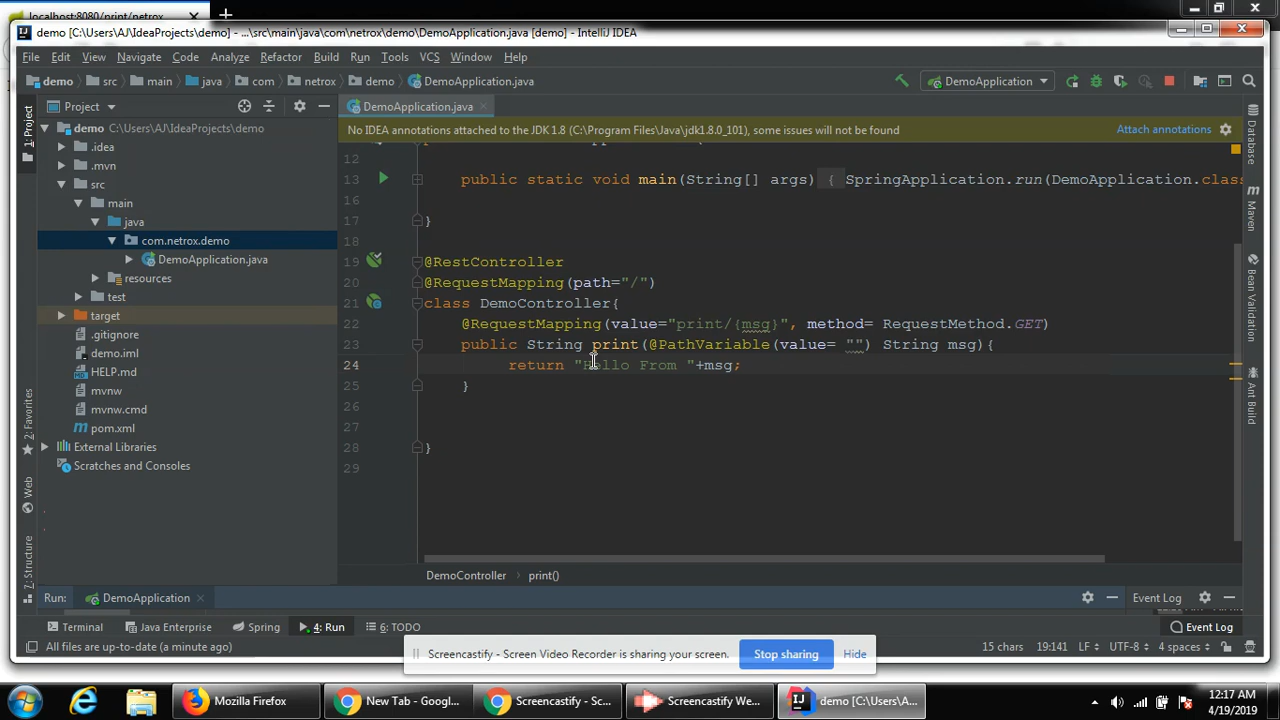 localhost:8080/print/netrox
demo [C:\Users\AJ\IdeaProjects\demo] - ...\src\main\java\com\netrox\demo\DemoApplication.java [demo] - IntelliJ IDEA
File Edit View Navigate Code Analyze Refactor Build Run Tools VCS Window Help
demo src main java com netrox demo DemoApplication.java DemoApplication
Project DemoApplication.java
demo C:\Users\AJ\IdeaProjects\demo
No IDEA annotations attached to the JDK 1.8 (C:\Program Files\Java\jdk1.8.0_101), some issues will not be found Attach annotations
.idea
.mvn
src
main
java
com.netrox.demo
DemoApplication.java
resources
test
target
.gitignore
demo.iml
HELP.md
mvnw
mvnw.cmd
pom.xml
External Libraries
Scratches and Consoles
1: Project
2: Favorites
Web
7: Structure
12
13 public static void main(String[] args) { SpringApplication.run(DemoApplication.class
16
17 }
18
19 @RestController
20 @RequestMapping(path="/")
21 class DemoController{
22 @RequestMapping(value="print/{msg}", method= RequestMethod.GET)
23 public String print(@PathVariable(value= "") String msg){
24 return "Hello From "+msg;
25 }
26
27
28 }
29
Database
Maven
Bean Validation
Ant Build
DemoController print()
Run: DemoApplication Event Log
Terminal Java Enterprise Spring 4: Run 6: TODO Event Log
All files are up-to-date (a minute ago) 15 chars 19:141 LF UTF-8 4 spaces
Screencastify - Screen Video Recorder is sharing your screen. Stop sharing Hide
Mozilla Firefox New Tab - Googl... Screencastify - Sc... Screencastify We... demo [C:\Users\A...
12:17 AM
4/19/2019